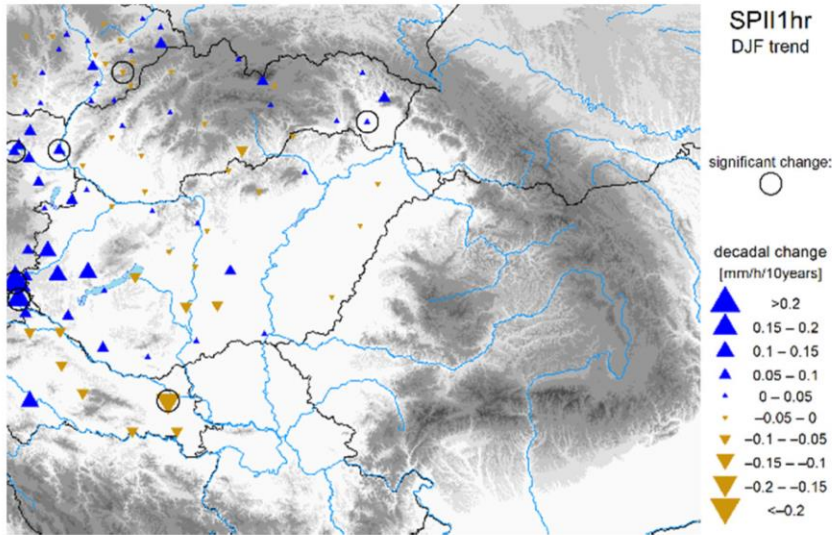 SPII1hr
DJF trend
significant change:
decadal change
[mm/h/10years]
>0.2
0.15 – 0.2
0.1 – 0.15
0.05 – 0.1
0 – 0.05
–0.05 – 0
–0.1 – –0.05
–0.15 – –0.1
–0.2 – –0.15
<–0.2